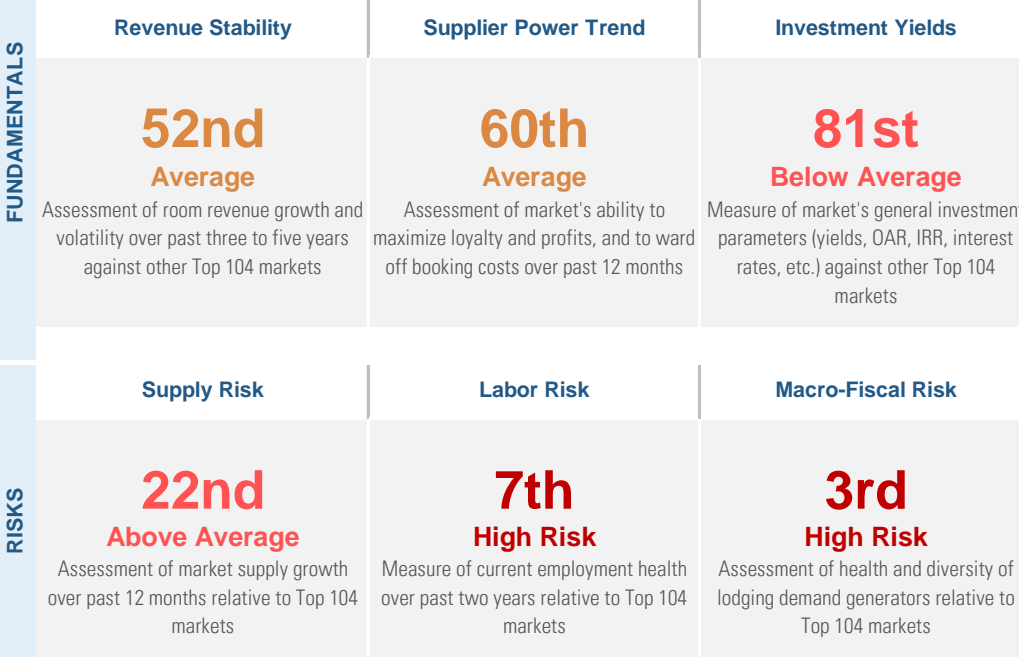 FUNDAMENTALS
Revenue Stability
52nd
Average
Assessment of room revenue growth and
volatility over past three to five years
against other Top 104 markets
Supplier Power Trend
60th
Average
Assessment of market's ability to
maximize loyalty and profits, and to ward
off booking costs over past 12 months
Investment Yields
81st
Below Average
Measure of market's general investment
parameters (yields, OAR, IRR, interest
rates, etc.) against other Top 104
markets
RISKS
Supply Risk
22nd
Above Average
Assessment of market supply growth
over past 12 months relative to Top 104
markets
Labor Risk
7th
High Risk
Measure of current employment health
over past two years relative to Top 104
markets
Macro-Fiscal Risk
3rd
High Risk
Assessment of health and diversity of
lodging demand generators relative to
Top 104 markets